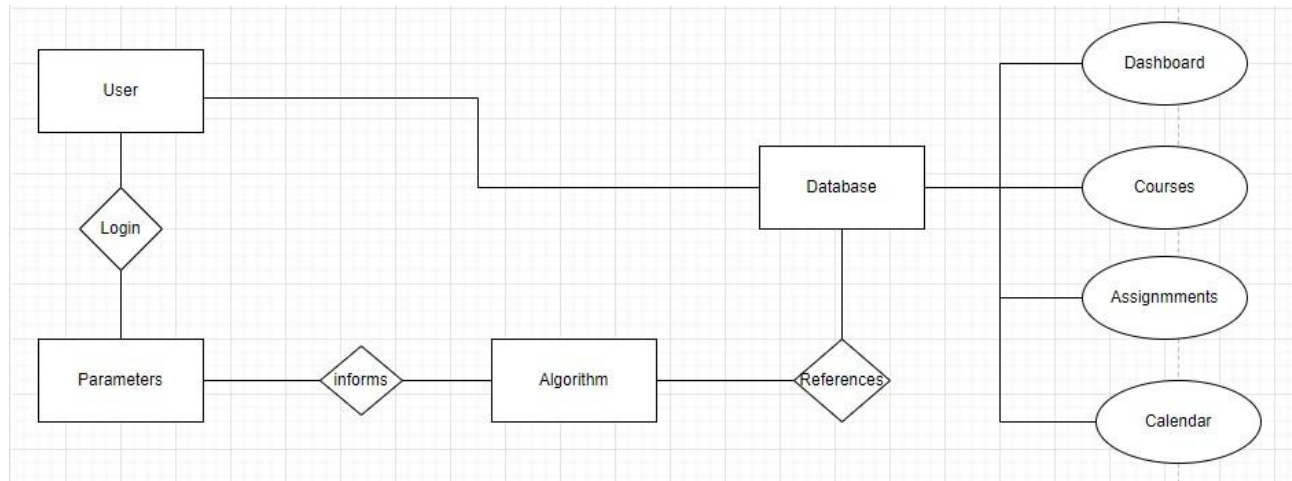 User
Dashboard
Database
Courses
Login
Assignmments
Parameters
informs
Algorithm
References
Calendar